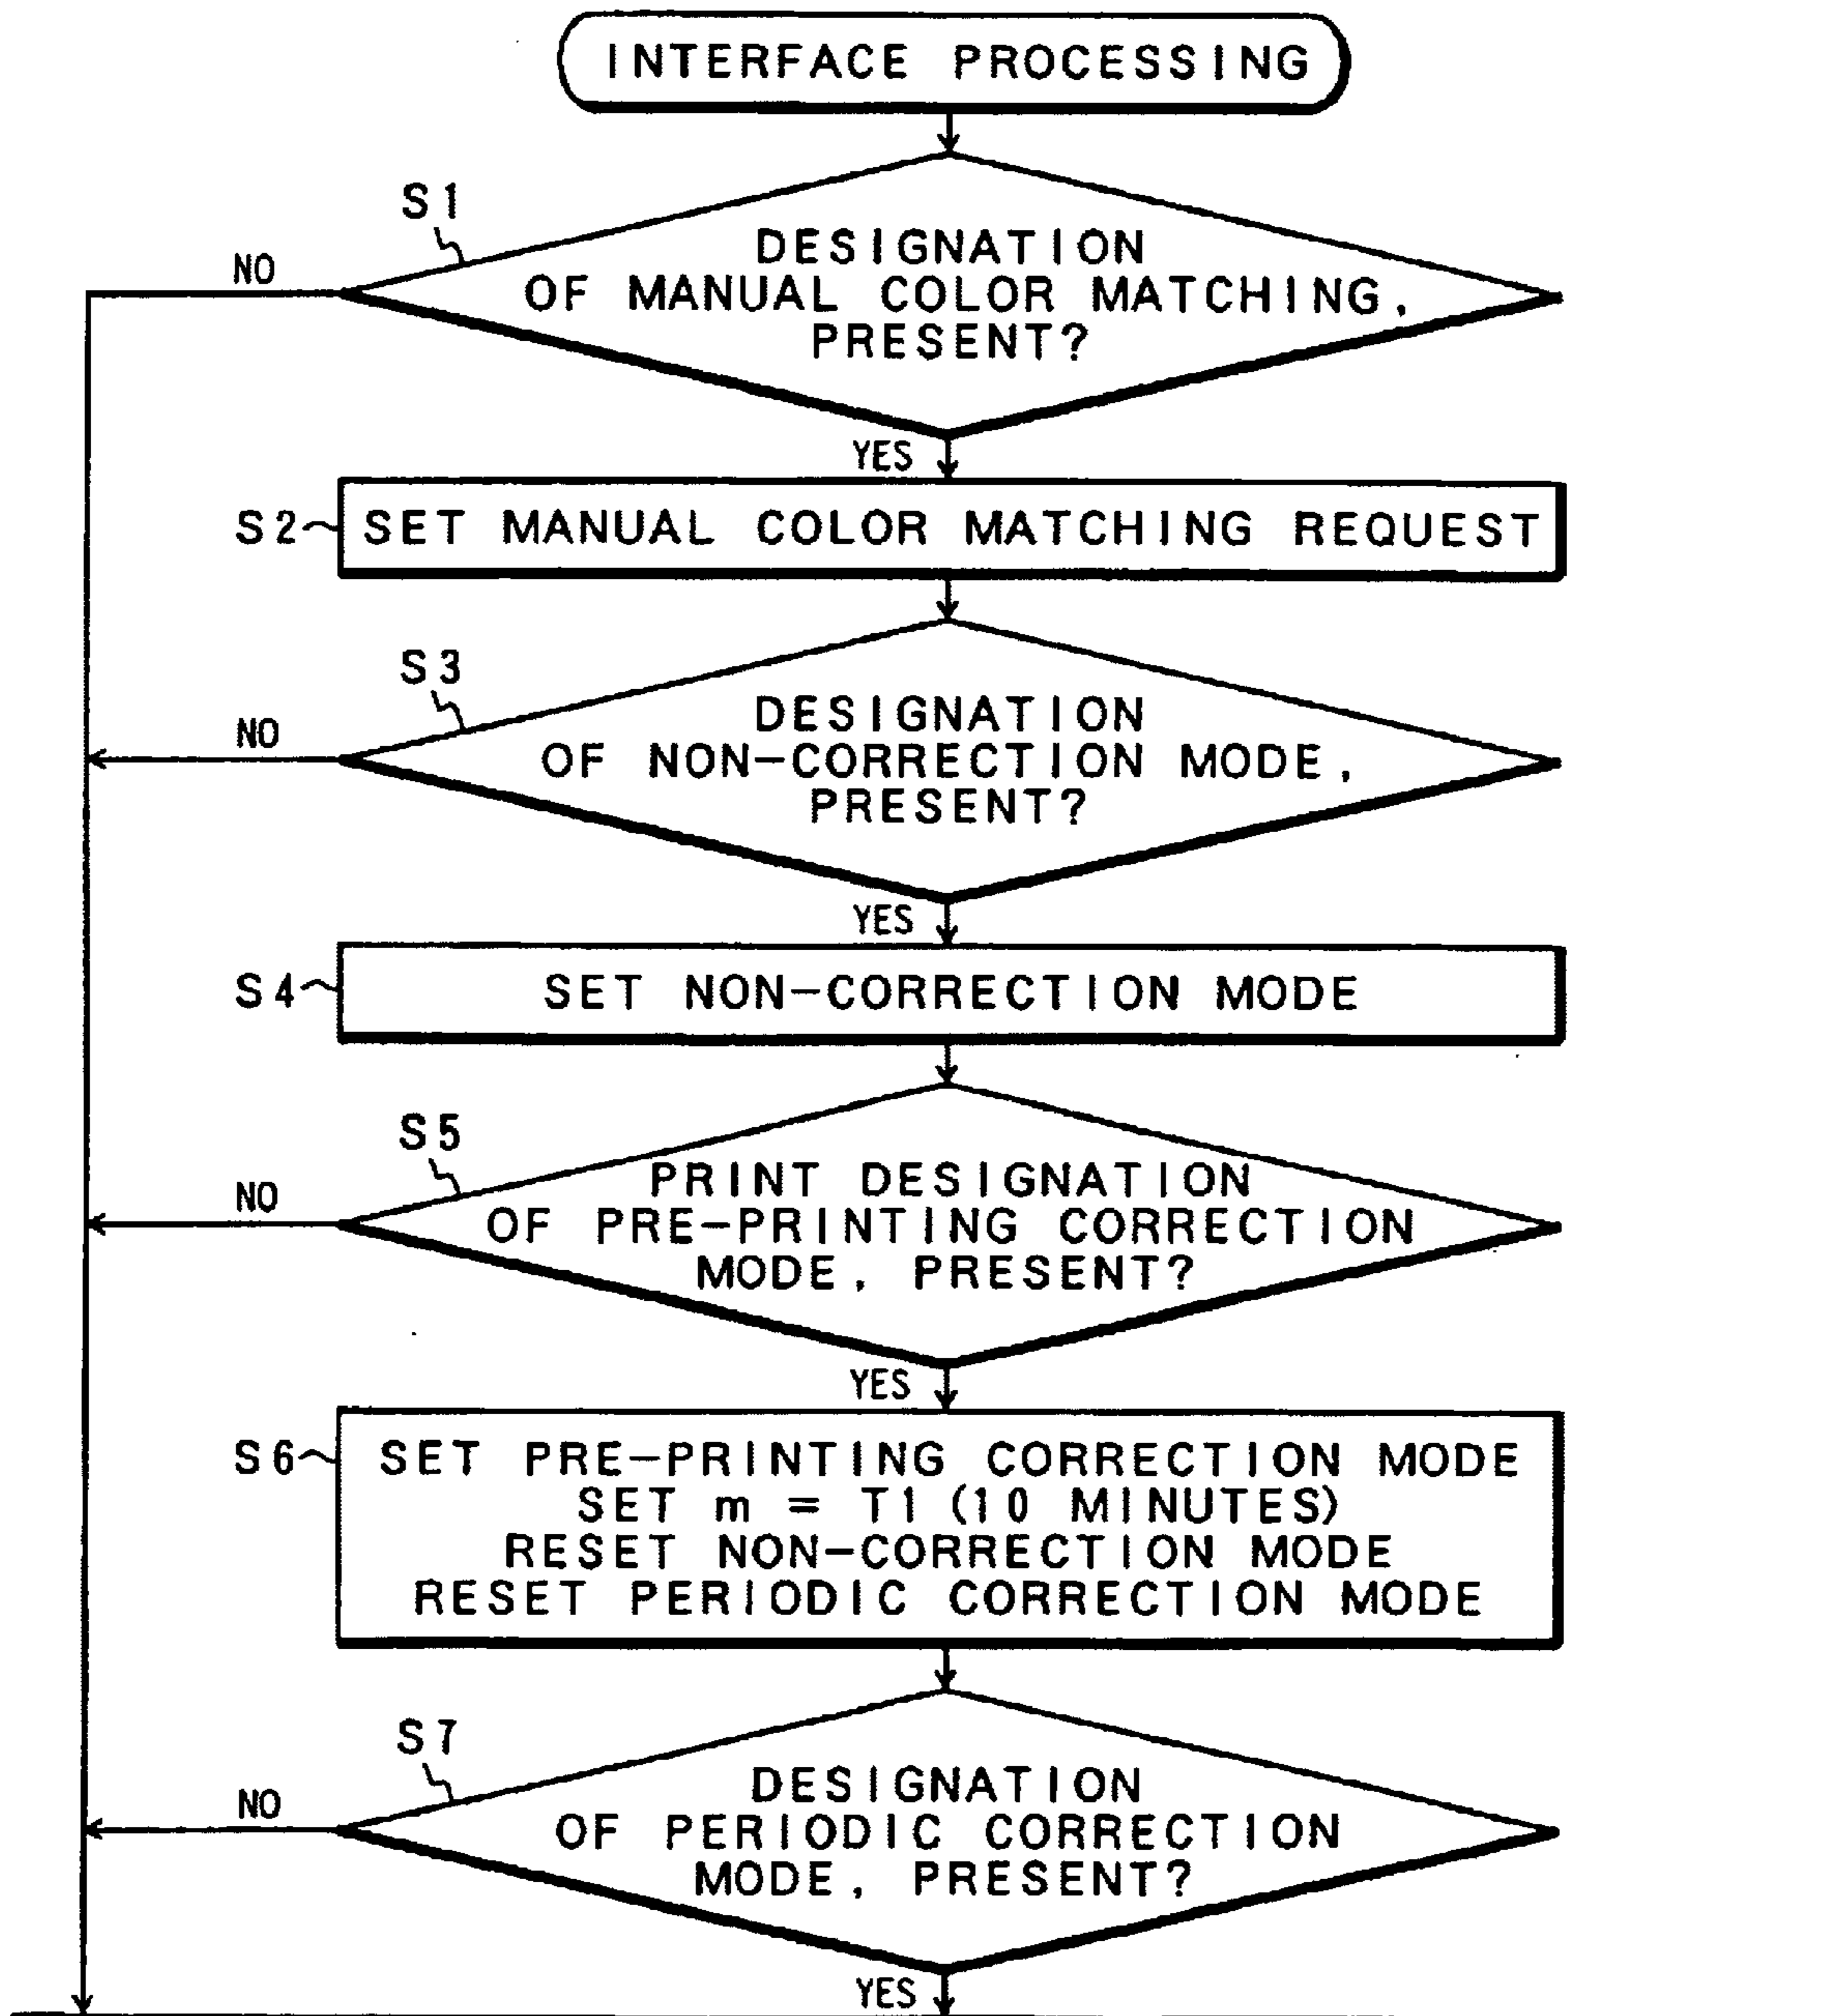 INTERFACE PROCESSING
S1
DESIGNATION
NO
OF MANUAL COLOR MATCHING,
PRESENT?
YES
S2
SET MANUAL COLOR MATCHING REQUEST
S3
DESIGNATION
NO
OF NON-CORRECTION MODE,
PRESENT?
YES
S4
SET NON-CORRECTION MODE
S5
PRINT DESIGNATION
NO
OF PRE-PRINTING CORRECTION
MODE, PRESENT?
YES
S6
SET PRE-PRINTING CORRECTION MODE
SET m = T1 (10 MINUTES)
RESET NON-CORRECTION MODE
RESET PERIODIC CORRECTION MODE
S7
DESIGNATION
NO
OF PERIODIC CORRECTION
MODE, PRESENT?
YES